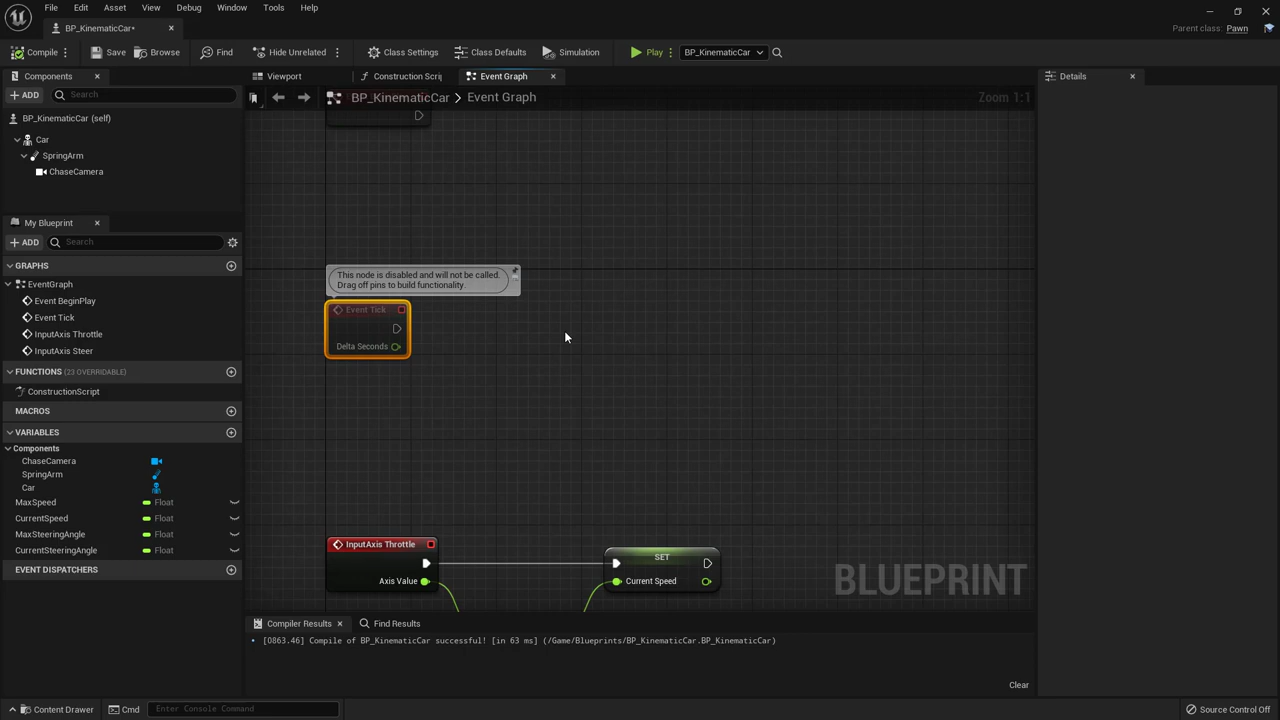 File Edit Asset View Debug Window Tools Help
BP_KinematicCar•
Parent class: Pawn
Compile Save Browse Find Hide Unrelated Class Settings Class Defaults Simulation Play BP_KinematicCar
Components
ADD Search
BP_KinematicCar (self)
Car
SpringArm
ChaseCamera
My Blueprint
ADD Search
GRAPHS
EventGraph
Event BeginPlay
Event Tick
InputAxis Throttle
InputAxis Steer
FUNCTIONS (23 OVERRIDABLE)
ConstructionScript
MACROS
VARIABLES
Components
ChaseCamera
SpringArm
Car
MaxSpeed Float
CurrentSpeed Float
MaxSteeringAngle Float
CurrentSteeringAngle Float
EVENT DISPATCHERS
Viewport Construction Scrip Event Graph
BP_KinematicCar > Event Graph
Zoom 1:1
This node is disabled and will not be called.
Drag off pins to build functionality.
Event Tick
Delta Seconds
InputAxis Throttle
Axis Value
SET
Current Speed
BLUEPRINT
Compiler Results Find Results
[0863.46] Compile of BP_KinematicCar successful! [in 63 ms] (/Game/Blueprints/BP_KinematicCar.BP_KinematicCar)
Clear
Details
Content Drawer Cmd Enter Console Command
Source Control Off